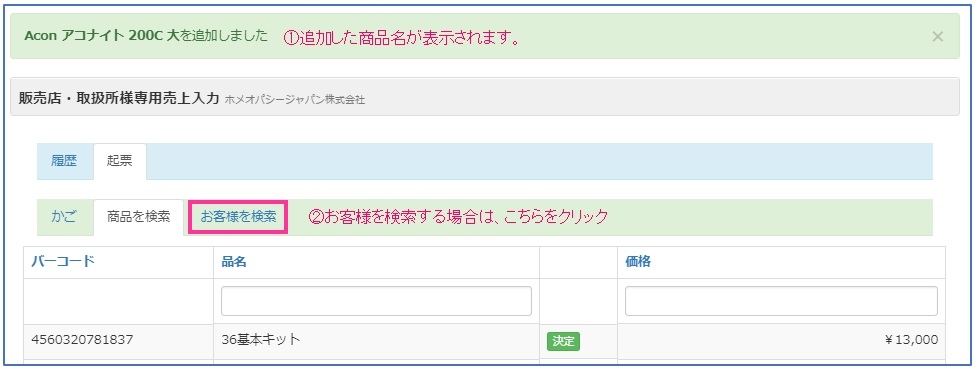 Acon アコナイト 200C 大を追加しました ①追加した商品名が表示されます。 ×
販売店・取扱所様専用売上入力 ホメオパシージャパン株式会社
履歴 起票
かご 商品を検索 お客様を検索 ②お客様を検索する場合は、こちらをクリック
バーコード 品名 価格
4560320781837 36基本キット 決定 ¥13,000